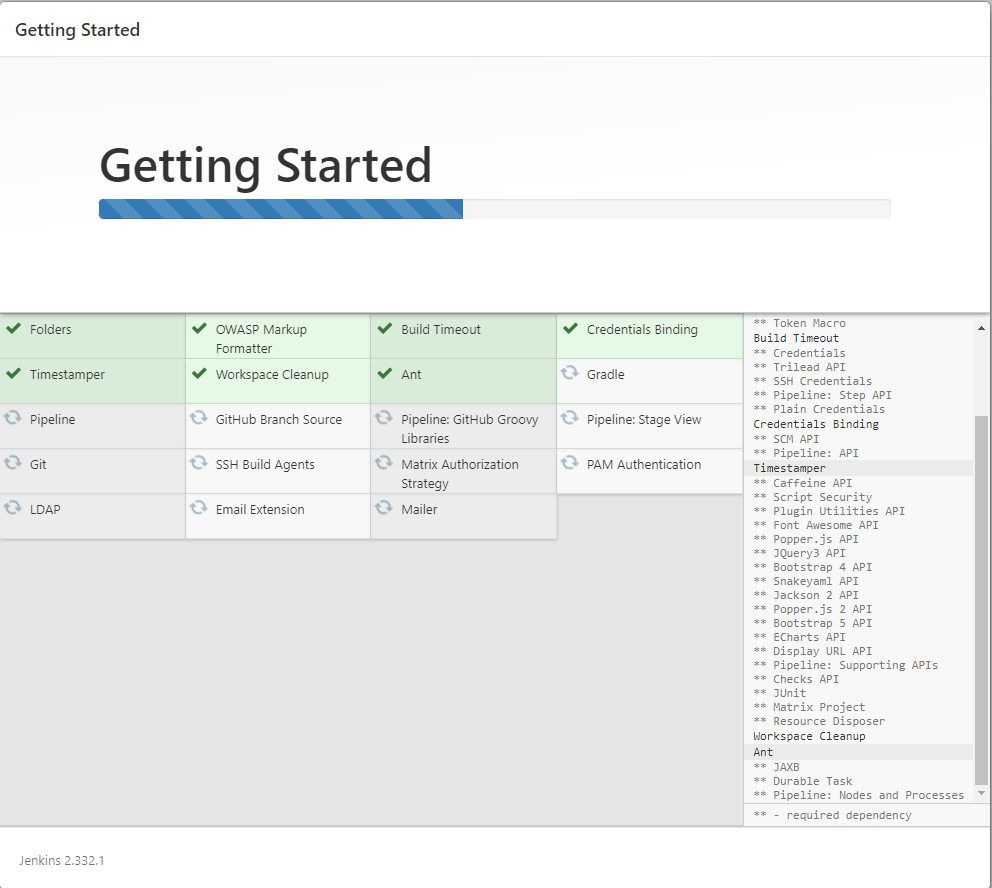 Getting Started
Getting Started
Folders
OWASP Markup
Formatter
Build Timeout
Credentials Binding
Timestamper
Workspace Cleanup
Ant
Gradle
Pipeline
GitHub Branch Source
Pipeline: GitHub Groovy
Libraries
Pipeline: Stage View
Git
SSH Build Agents
Matrix Authorization
Strategy
PAM Authentication
LDAP
Email Extension
Mailer
** Token Macro
Build Timeout
** Credentials
** Trilead API
** SSH Credentials
** Pipeline: Step API
** Plain Credentials
Credentials Binding
** SCM API
** Pipeline: API
Timestamper
** Caffeine API
** Script Security
** Plugin Utilities API
** Font Awesome API
** Popper.js API
** JQuery3 API
** Bootstrap 4 API
** Snakeyaml API
** Jackson 2 API
** Popper.js 2 API
** Bootstrap 5 API
** ECharts API
** Display URL API
** Pipeline: Supporting APIs
** Checks API
** JUnit
** Matrix Project
** Resource Disposer
Workspace Cleanup
Ant
** JAXB
** Durable Task
** Pipeline: Nodes and Processes
** - required dependency
Jenkins 2.332.1